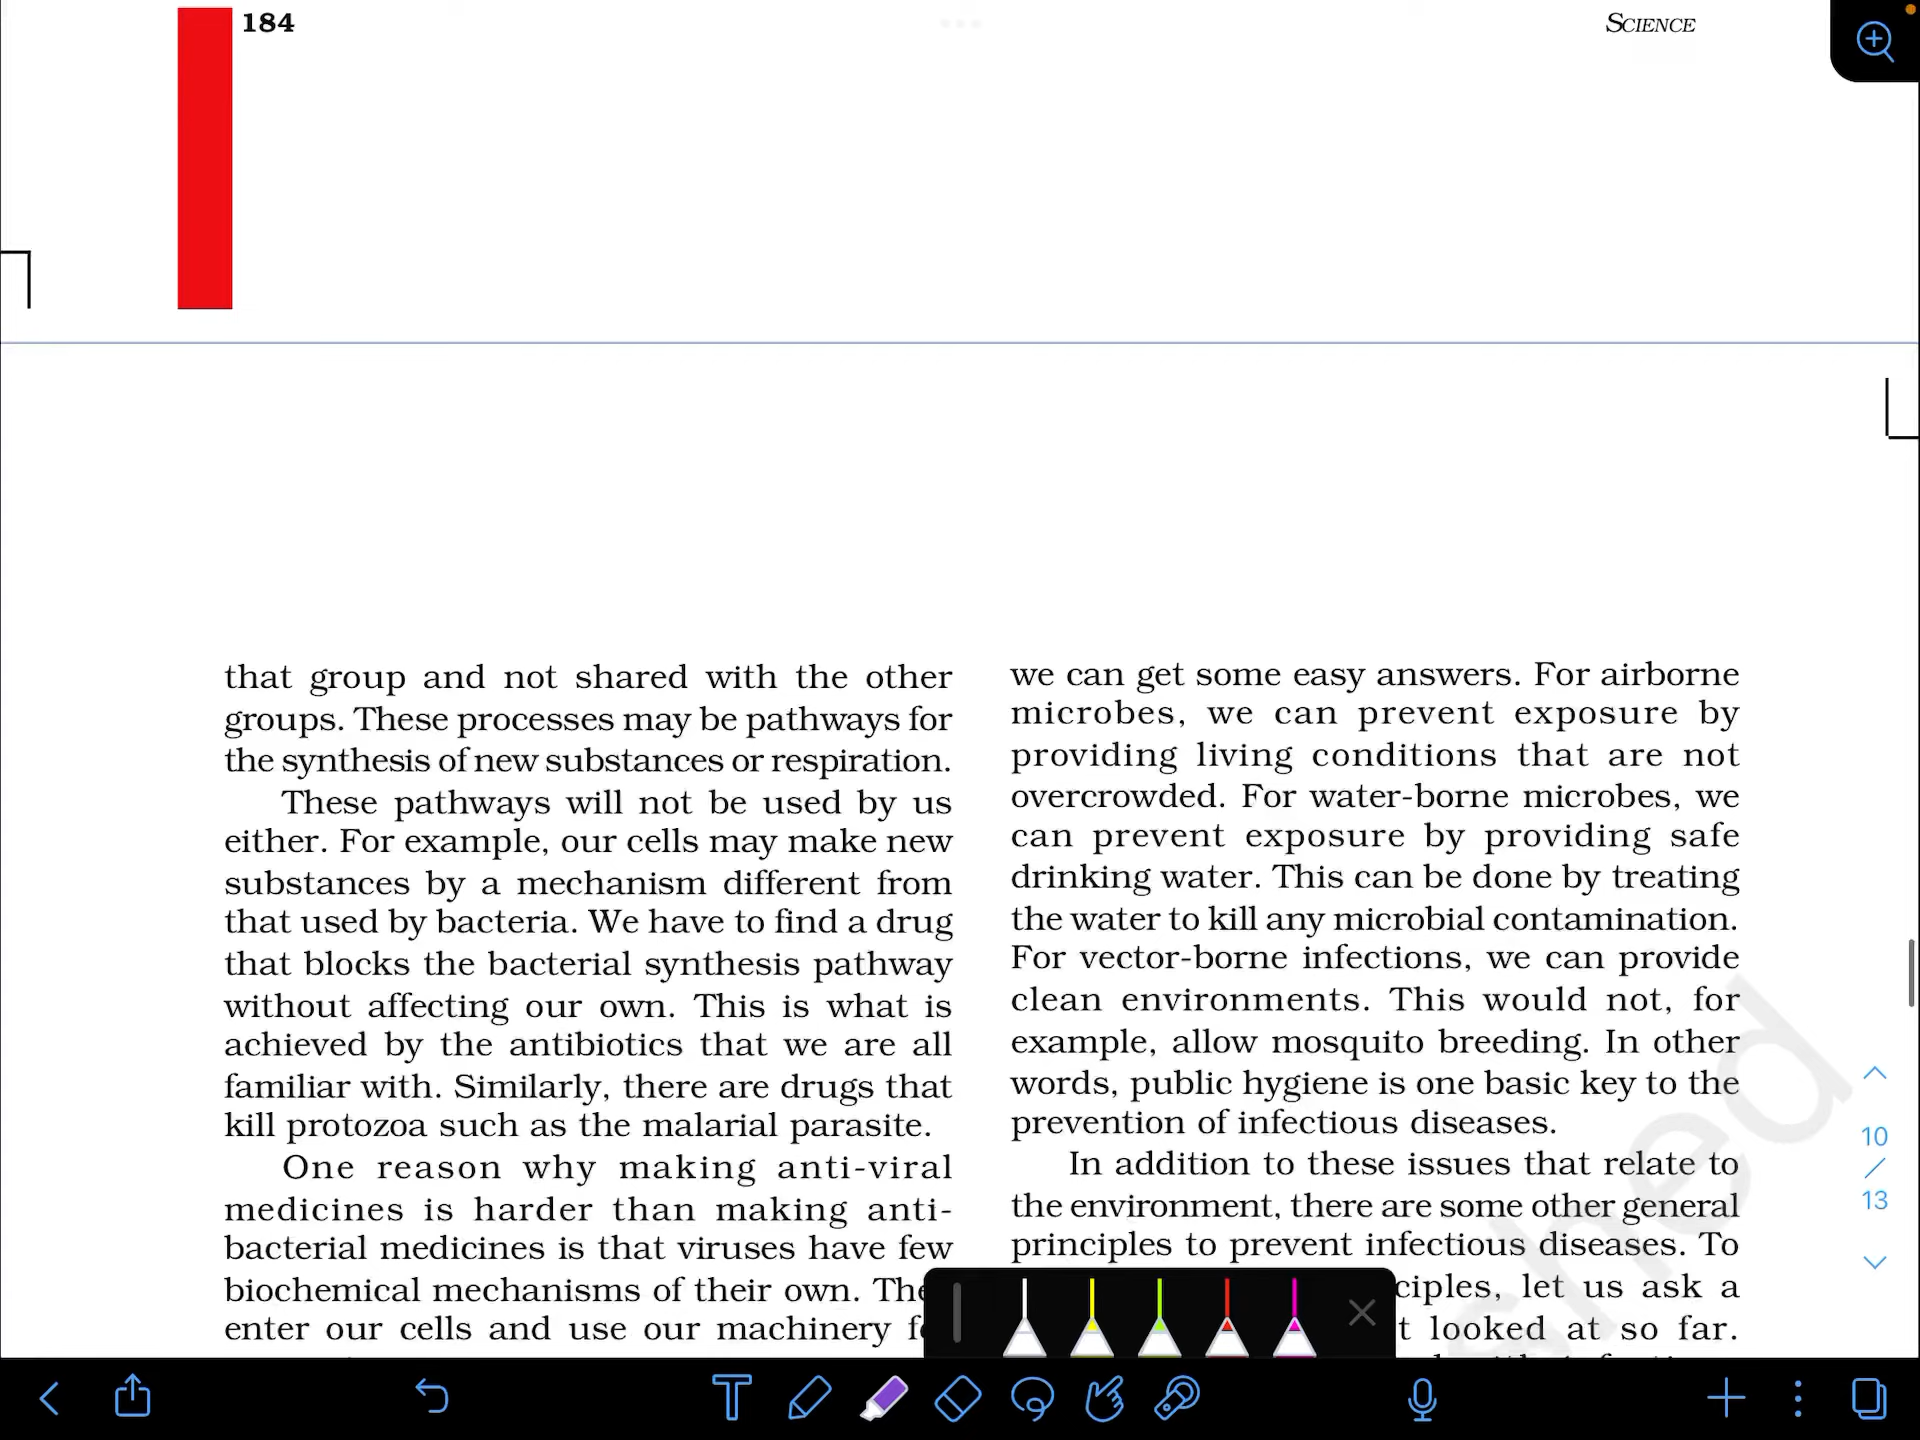 184
SCIENCE
that group and not shared with the other
groups. These processes may be pathways for
the synthesis of new substances or respiration.
These pathways will not be used by us
either. For example, our cells may make new
substances by a mechanism different from
that used by bacteria. We have to find a drug
that blocks the bacterial synthesis pathway
without affecting our own. This is what is
achieved by the antibiotics that we are all
familiar with. Similarly, there are drugs that
kill protozoa such as the malarial parasite.
One reason why making anti-viral
medicines is harder than making anti-
bacterial medicines is that viruses have few
biochemical mechanisms of their own. The
enter our cells and use our machinery f
we can get some easy answers. For airborne
microbes, we can prevent exposure by
providing living conditions that are not
overcrowded. For water-borne microbes, we
can prevent exposure by providing safe
drinking water. This can be done by treating
the water to kill any microbial contamination.
For vector-borne infections, we can provide
clean environments. This would not, for
example, allow mosquito breeding. In other
words, public hygiene is one basic key to the
prevention of infectious diseases.
In addition to these issues that relate to
the environment, there are some other general
principles to prevent infectious diseases. To
ciples, let us ask a
t looked at so far.
shed
10
/
13
T